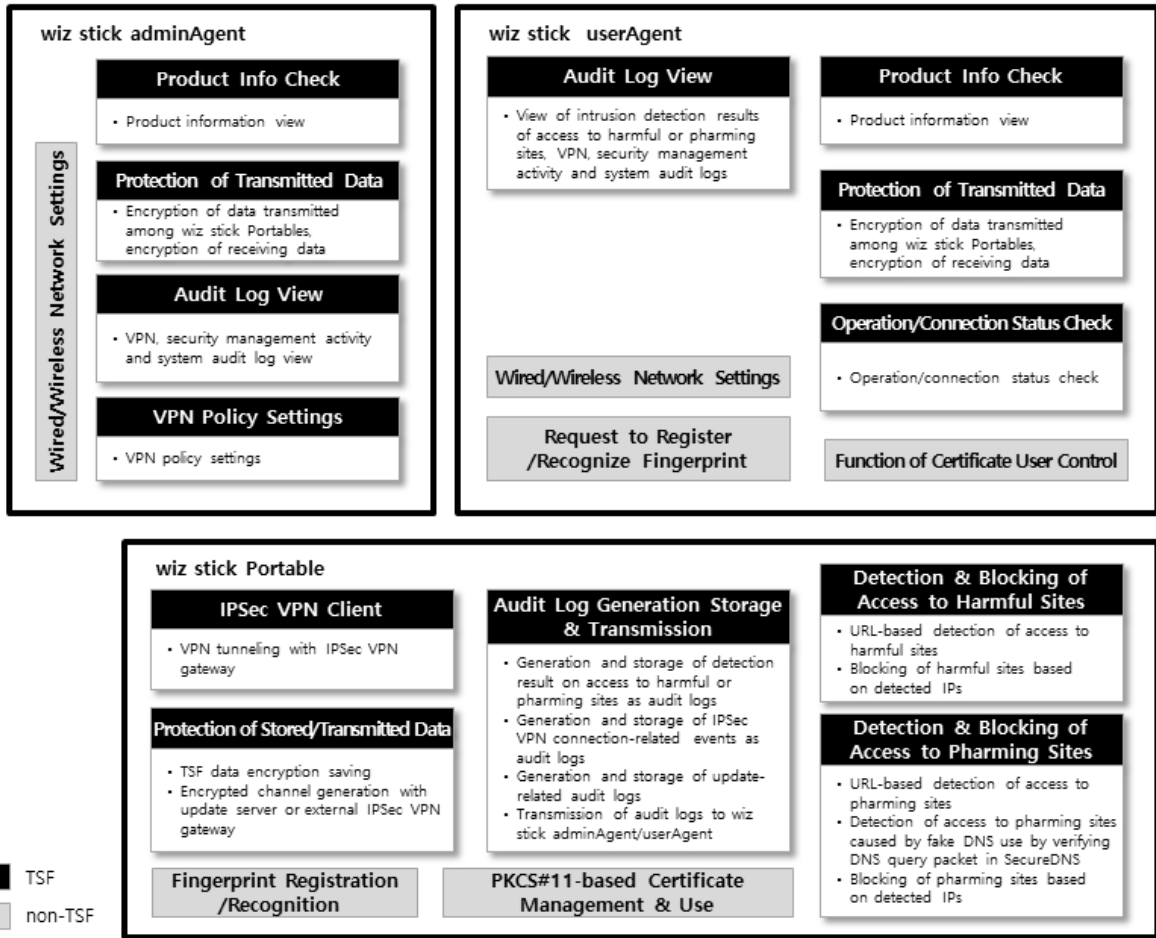 wiz stick adminAgent
Wired/Wireless Network Settings
Product Info Check
• Product information view
Protection of Transmitted Data
• Encryption of data transmitted
among wiz stick Portables,
encryption of receiving data
Audit Log View
• VPN, security management activity
and system audit log view
VPN Policy Settings
• VPN policy settings
wiz stick userAgent
Audit Log View
• View of intrusion detection results
of access to harmful or pharming
sites, VPN, security management
activity and system audit logs
Wired/Wireless Network Settings
Request to Register
/Recognize Fingerprint
Product Info Check
• Product information view
Protection of Transmitted Data
• Encryption of data transmitted
among wiz stick Portables,
encryption of receiving data
Operation/Connection Status Check
• Operation/connection status check
Function of Certificate User Control
wiz stick Portable
IPSec VPN Client
• VPN tunneling with IPSec VPN
gateway
Protection of Stored/Transmitted Data
• TSF data encryption saving
• Encrypted channel generation with
update server or external IPSec VPN
gateway
Fingerprint Registration
/Recognition
Audit Log Generation Storage
& Transmission
• Generation and storage of detection
result on access to harmful or
pharming sites as audit logs
• Generation and storage of IPSec
VPN connection-related events as
audit logs
• Generation and storage of update-
related audit logs
• Transmission of audit logs to wiz
stick adminAgent/userAgent
PKCS#11-based Certificate
Management & Use
Detection & Blocking of
Access to Harmful Sites
• URL-based detection of access to
harmful sites
• Blocking of harmful sites based
on detected IPs
Detection & Blocking of
Access to Pharming Sites
• URL-based detection of access to
pharming sites
• Detection of access to pharming sites
caused by fake DNS use by verifying
DNS query packet in SecureDNS
• Blocking of pharming sites based
on detected IPs
TSF
non-TSF